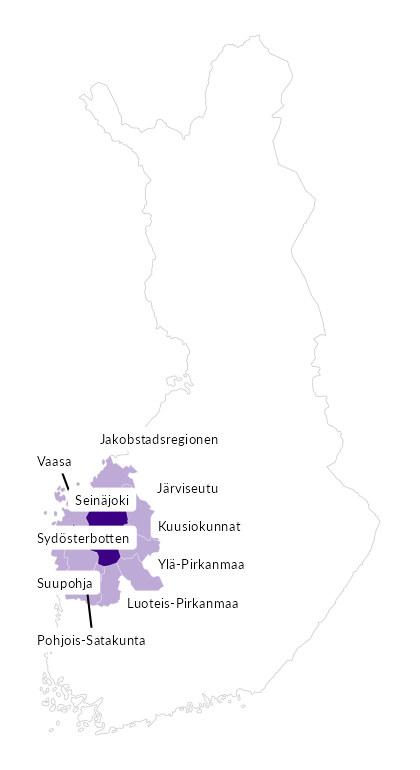 Jakobstadsregionen
Vaasa
Järviseutu
Seinäjoki
Kuusiokunnat
Sydösterbotten
Ylä-Pirkanmaa
Suupohja
Luoteis-Pirkanmaa
Pohjois-Satakunta